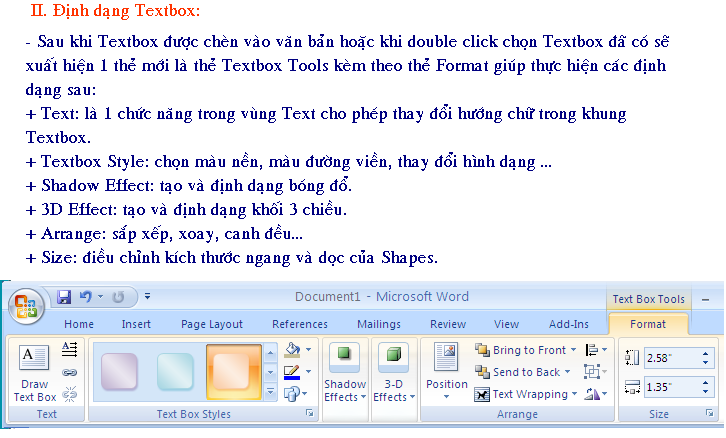 II. Định dạng Textbox:
- Sau khi Textbox được chèn vào văn bản hoặc khi double click chọn Textbox đã có sẽ
xuất hiện 1 thẻ mới là thẻ Textbox Tools kèm theo thẻ Format giúp thực hiện các định
dạng sau:
+ Text: là 1 chức năng trong vùng Text cho phép thay đổi hướng chữ trong khung
Textbox.
+ Textbox Style: chọn màu nền, màu đường viền, thay đổi hình dạng ...
+ Shadow Effect: tạo và định dạng bóng đổ.
+ 3D Effect: tạo và định dạng khối 3 chiều.
+ Arrange: sắp xếp, xoay, canh đều...
+ Size: điều chỉnh kích thước ngang và dọc của Shapes.
Document1 - Microsoft Word Text Box Tools
Home Insert Page Layout References Mailings Review View Add-Ins Format
Draw Text Box
Text
Text Box Styles
Shadow Effects
3-D Effects
Position
Bring to Front
Send to Back
Text Wrapping
Arrange
2.58"
1.35"
Size